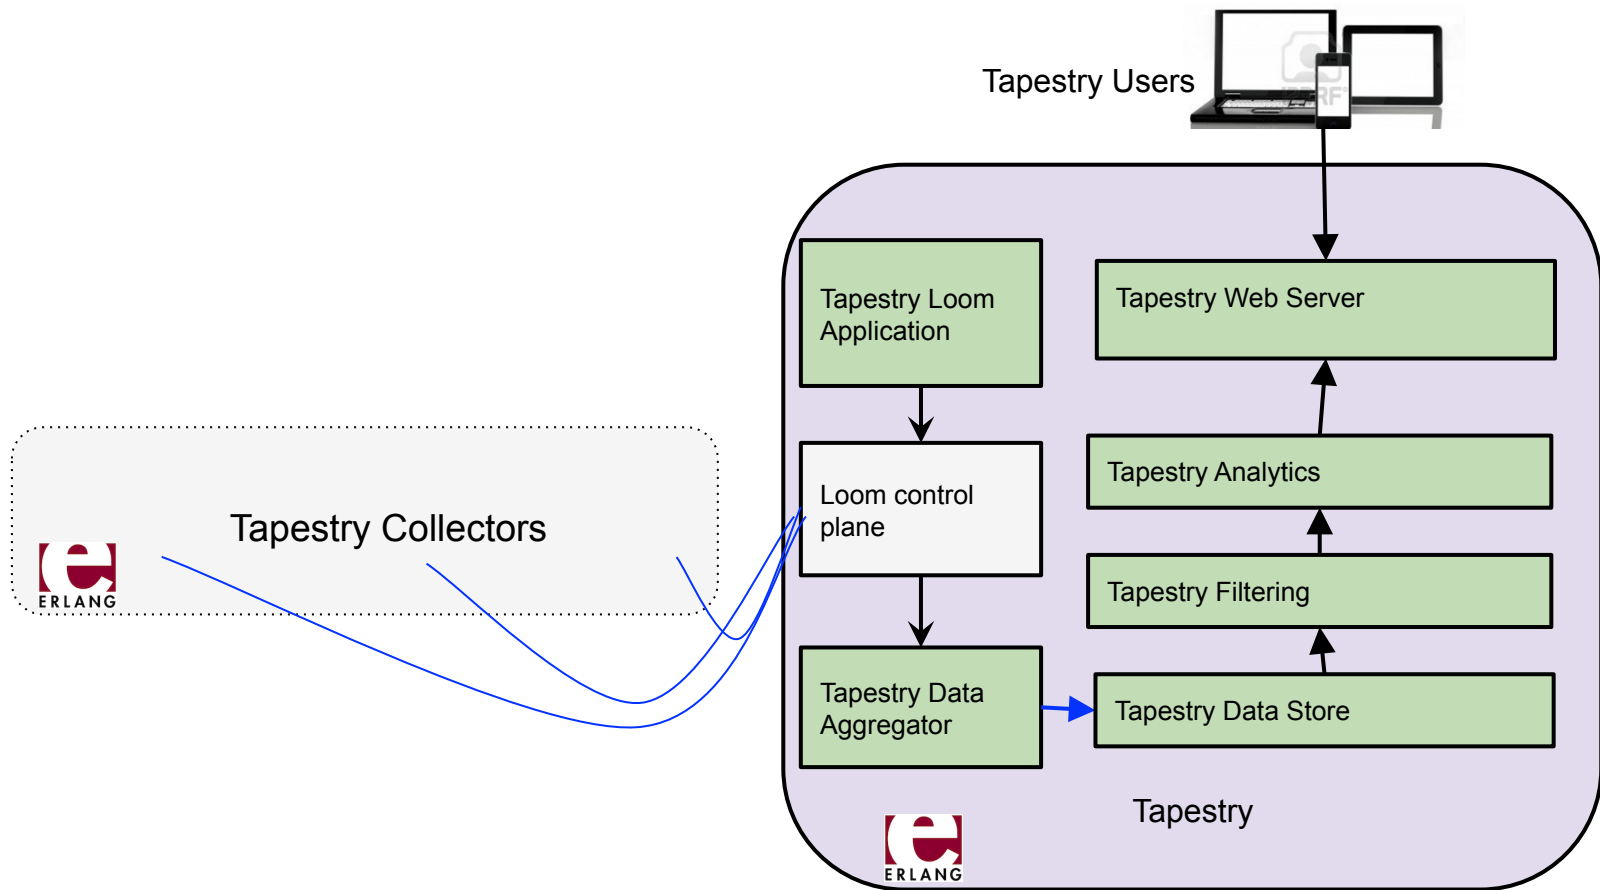 Tapestry Users
Tapestry Loom
Application
Tapestry Web Server
Loom control
plane
Tapestry Analytics
Tapestry Collectors
ERLANG
Tapestry Filtering
Tapestry Data
Aggregator
Tapestry Data Store
Tapestry
ERLANG